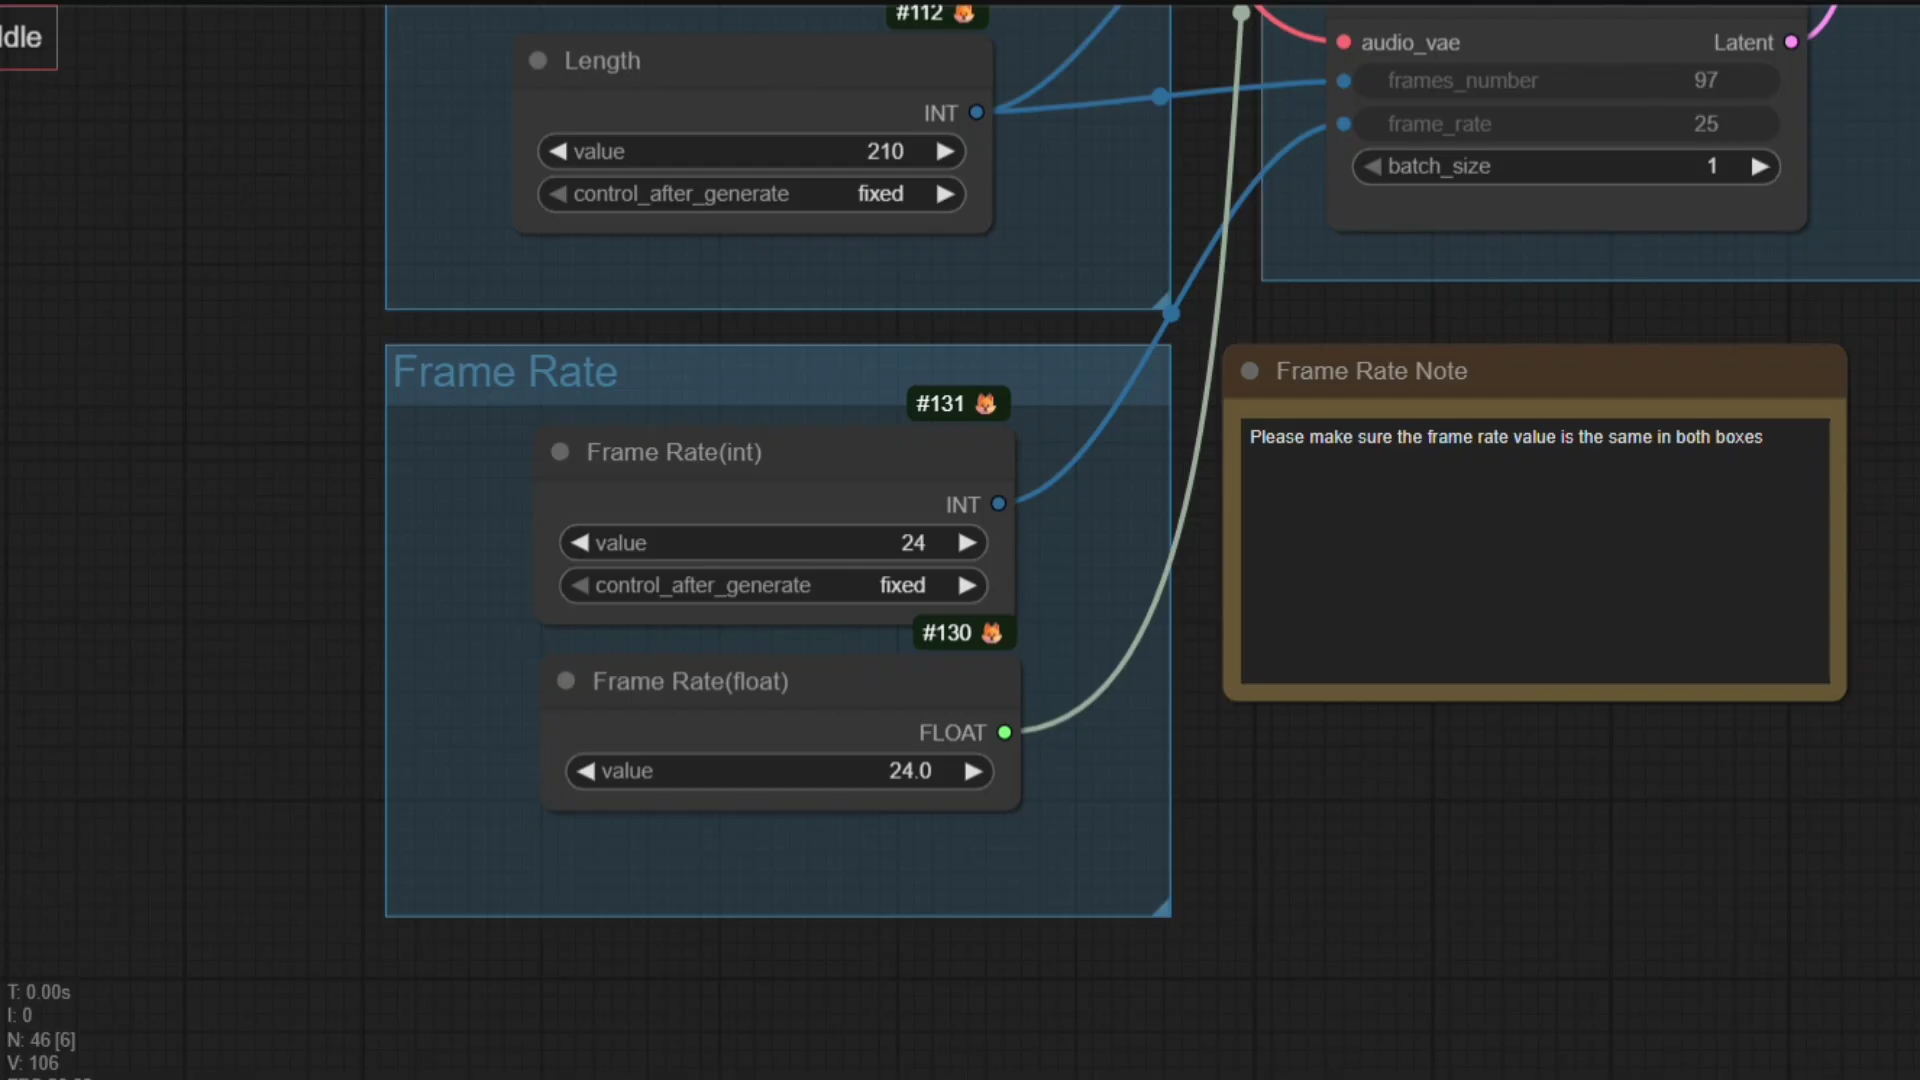 dle
#112
Length
INT
value 210
control_after_generate fixed
audio_vae Latent
frames_number 97
frame_rate 25
batch_size 1
Frame Rate
#131
Frame Rate(int)
INT
value 24
control_after_generate fixed
#130
Frame Rate(float)
FLOAT
value 24.0
Frame Rate Note
Please make sure the frame rate value is the same in both boxes
T: 0.00s
I: 0
N: 46 [6]
V: 106